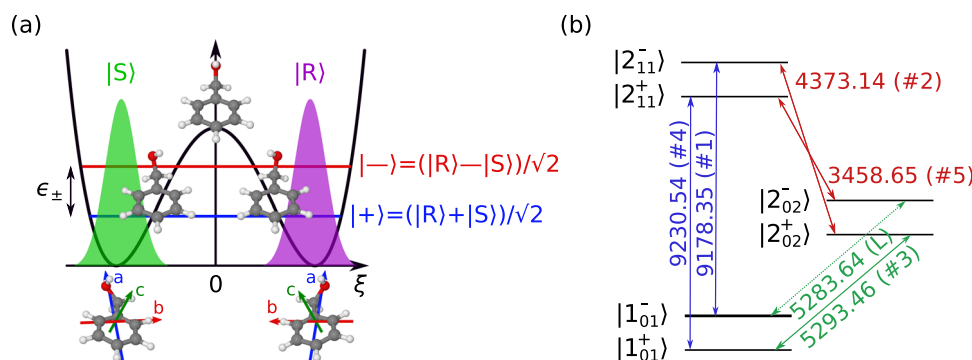 (a)
|S⟩
|R⟩
ϵ±
|—⟩=(|R⟩—|S⟩)/√2
|+⟩=(|R⟩+|S⟩)/√2
0
ξ
a
c
b
a
c
b
(b)
|2⁻₁₁⟩
|2⁺₁₁⟩
4373.14 (#2)
9230.54 (#4)
9178.35 (#1)
3458.65 (#5)
|2⁻₀₂⟩
|2⁺₀₂⟩
5283.64 (L)
5293.46 (#3)
|1⁻₀₁⟩
|1⁺₀₁⟩